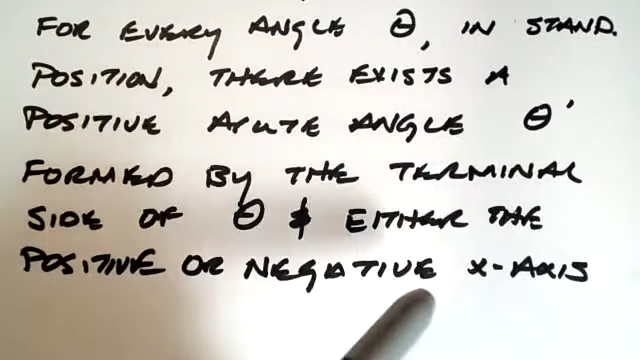 FOR EVERY ANGLE Θ, IN STAND.
POSITION, THERE EXISTS A
POSITIVE ACUTE ANGLE Θ'
FORMED BY THE TERMINAL
SIDE OF Θ & EITHER THE
POSITIVE OR NEGATIVE X-AXIS